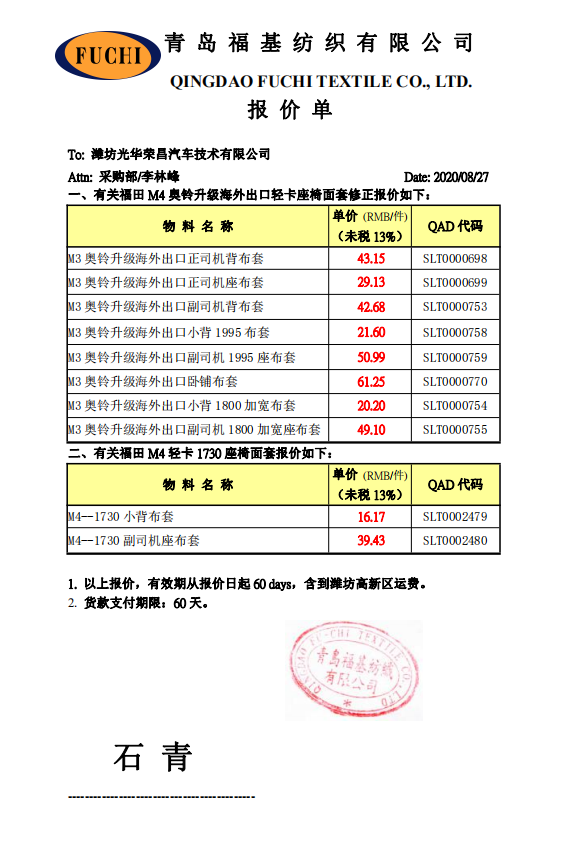 FUCHI
青岛福基纺织有限公司
QINGDAO FUCHI TEXTILE CO., LTD.
报价单
To: 潍坊光华荣昌汽车技术有限公司
Attn: 采购部/李林峰 Date: 2020/08/27
一、有关福田 M4 奥铃升级海外出口轻卡座椅面套修正报价如下：
物料名称 单价 (RMB/件) (未税 13%) QAD 代码
M3 奥铃升级海外出口正司机背布套 43.15 SLT0000698
M3 奥铃升级海外出口正司机座布套 29.13 SLT0000699
M3 奥铃升级海外出口副司机背布套 42.68 SLT0000753
M3 奥铃升级海外出口小背 1995 布套 21.60 SLT0000758
M3 奥铃升级海外出口副司机 1995 座布套 50.99 SLT0000759
M3 奥铃升级海外出口卧铺布套 61.25 SLT0000770
M3 奥铃升级海外出口小背 1800 加宽布套 20.20 SLT0000754
M3 奥铃升级海外出口副司机 1800 加宽座布套 49.10 SLT0000755
二、有关福田 M4 轻卡 1730 座椅面套报价如下：
物料名称 单价 (RMB/件) (未税 13%) QAD 代码
M4--1730 小背布套 16.17 SLT0002479
M4--1730 副司机座布套 39.43 SLT0002480
1. 以上报价，有效期从报价日起 60 days，含到潍坊高新区运费。
2. 货款支付期限：60 天。
QINGDAO FU-CHI TEXTILE CO.,LTD
青島福基紡織
有限公司
石青